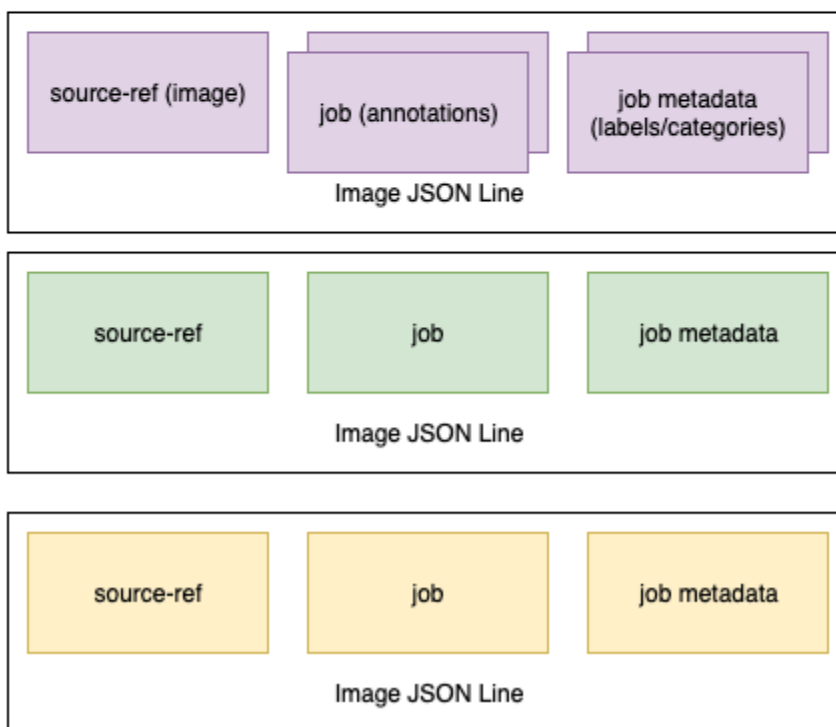 source-ref (image)
job (annotations)
job metadata
(labels/categories)
Image JSON Line
source-ref
job
job metadata
Image JSON Line
source-ref
job
job metadata
Image JSON Line